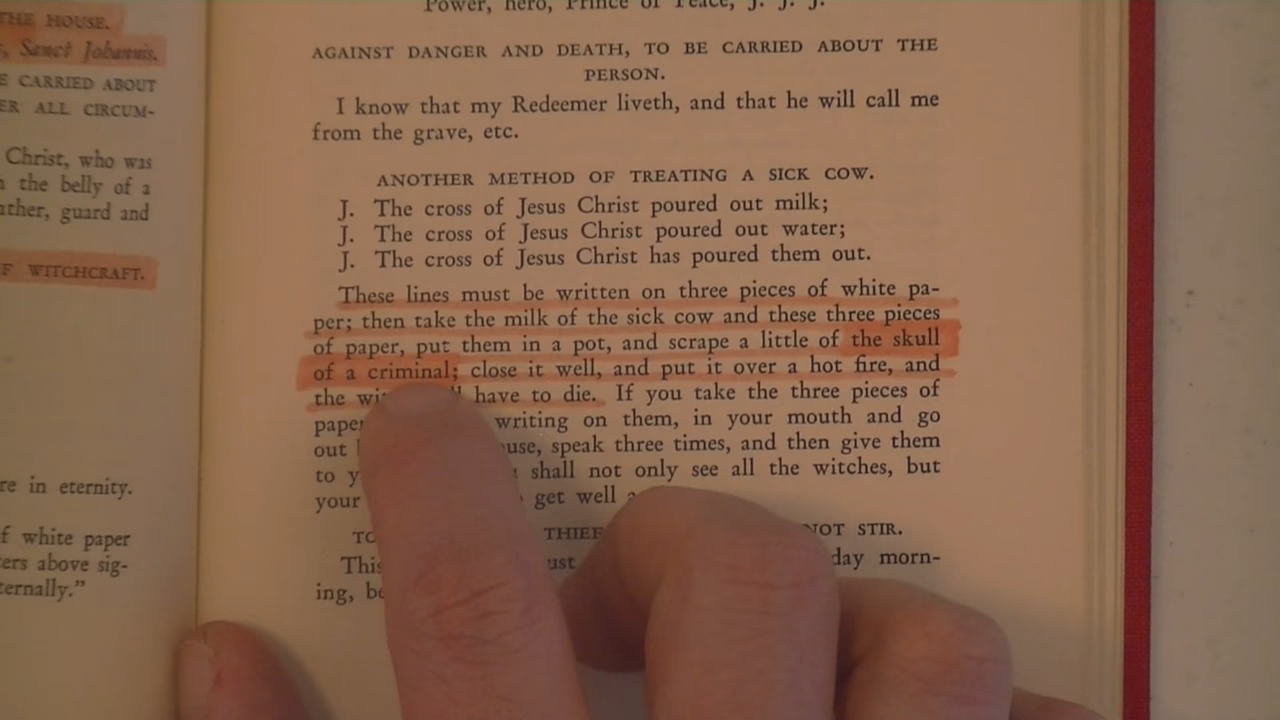 THE HOUSE.
Sanct Johannis.
CARRIED ABOUT
ALL CIRCUM-
Christ, who was
the belly of a
guard and
WITCHCRAFT.
in eternity.
white paper
above sig-
Power, hero, Prince of Peace, J. J. J.
AGAINST DANGER AND DEATH, TO BE CARRIED ABOUT THE
PERSON.
I know that my Redeemer liveth, and that he will call me
from the grave, etc.
ANOTHER METHOD OF TREATING A SICK COW.
J. The cross of Jesus Christ poured out milk;
J. The cross of Jesus Christ poured out water;
J. The cross of Jesus Christ has poured them out.
These lines must be written on three pieces of white pa-
per; then take the milk of the sick cow and these three pieces
of paper, put them in a pot, and scrape a little of the skull
of a criminal; close it well, and put it over a hot fire, and
the have to die. If you take the three pieces of
writing on them, in your mouth and go
out speak three times, and then give them
to shall not only see all the witches, but
your get well
THIEF NOT STIR.
morn-
ing,